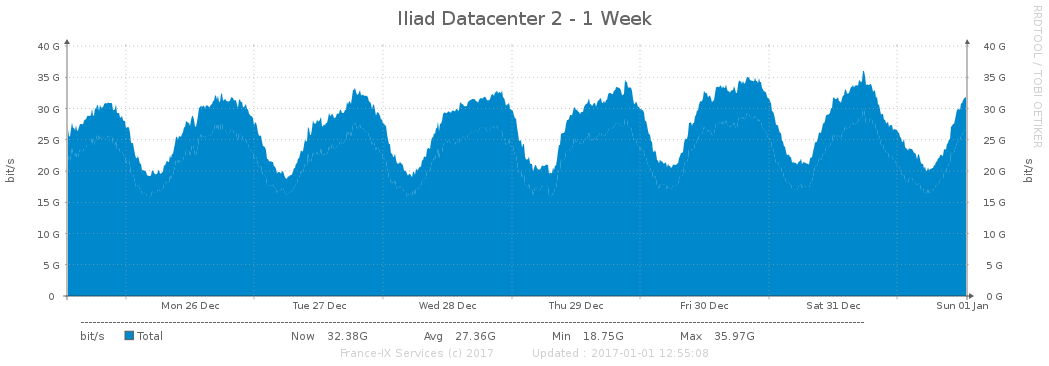 Iliad Datacenter 2 - 1 Week
RRDTOOL / TOBI OETIKER
40 G 40 G
35 G 35 G
30 G 30 G
25 G 25 G
20 G 20 G
15 G 15 G
10 G 10 G
5 G 5 G
0 0 G
bit/s bit/s
Mon 26 Dec Tue 27 Dec Wed 28 Dec Thu 29 Dec Fri 30 Dec Sat 31 Dec Sun 01 Jan
bit/s Total Now 32.38G Avg 27.36G Min 18.75G Max 35.97G
France-IX Services (c) 2017 Updated : 2017-01-01 12:55:08